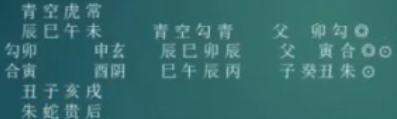 青空虎常
辰巳午未 青空勾青 父 卯勾◎
勾卯 申玄 辰巳卯辰 父 寅合◎⊙
合寅 酉阴 巳午辰丙 子癸丑朱⊙
丑子亥戌
朱蛇贵后